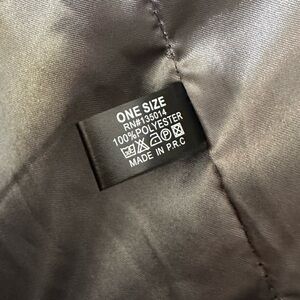 ONE SIZE
RN#135014
100%POLYESTER
MADE IN P.R.C